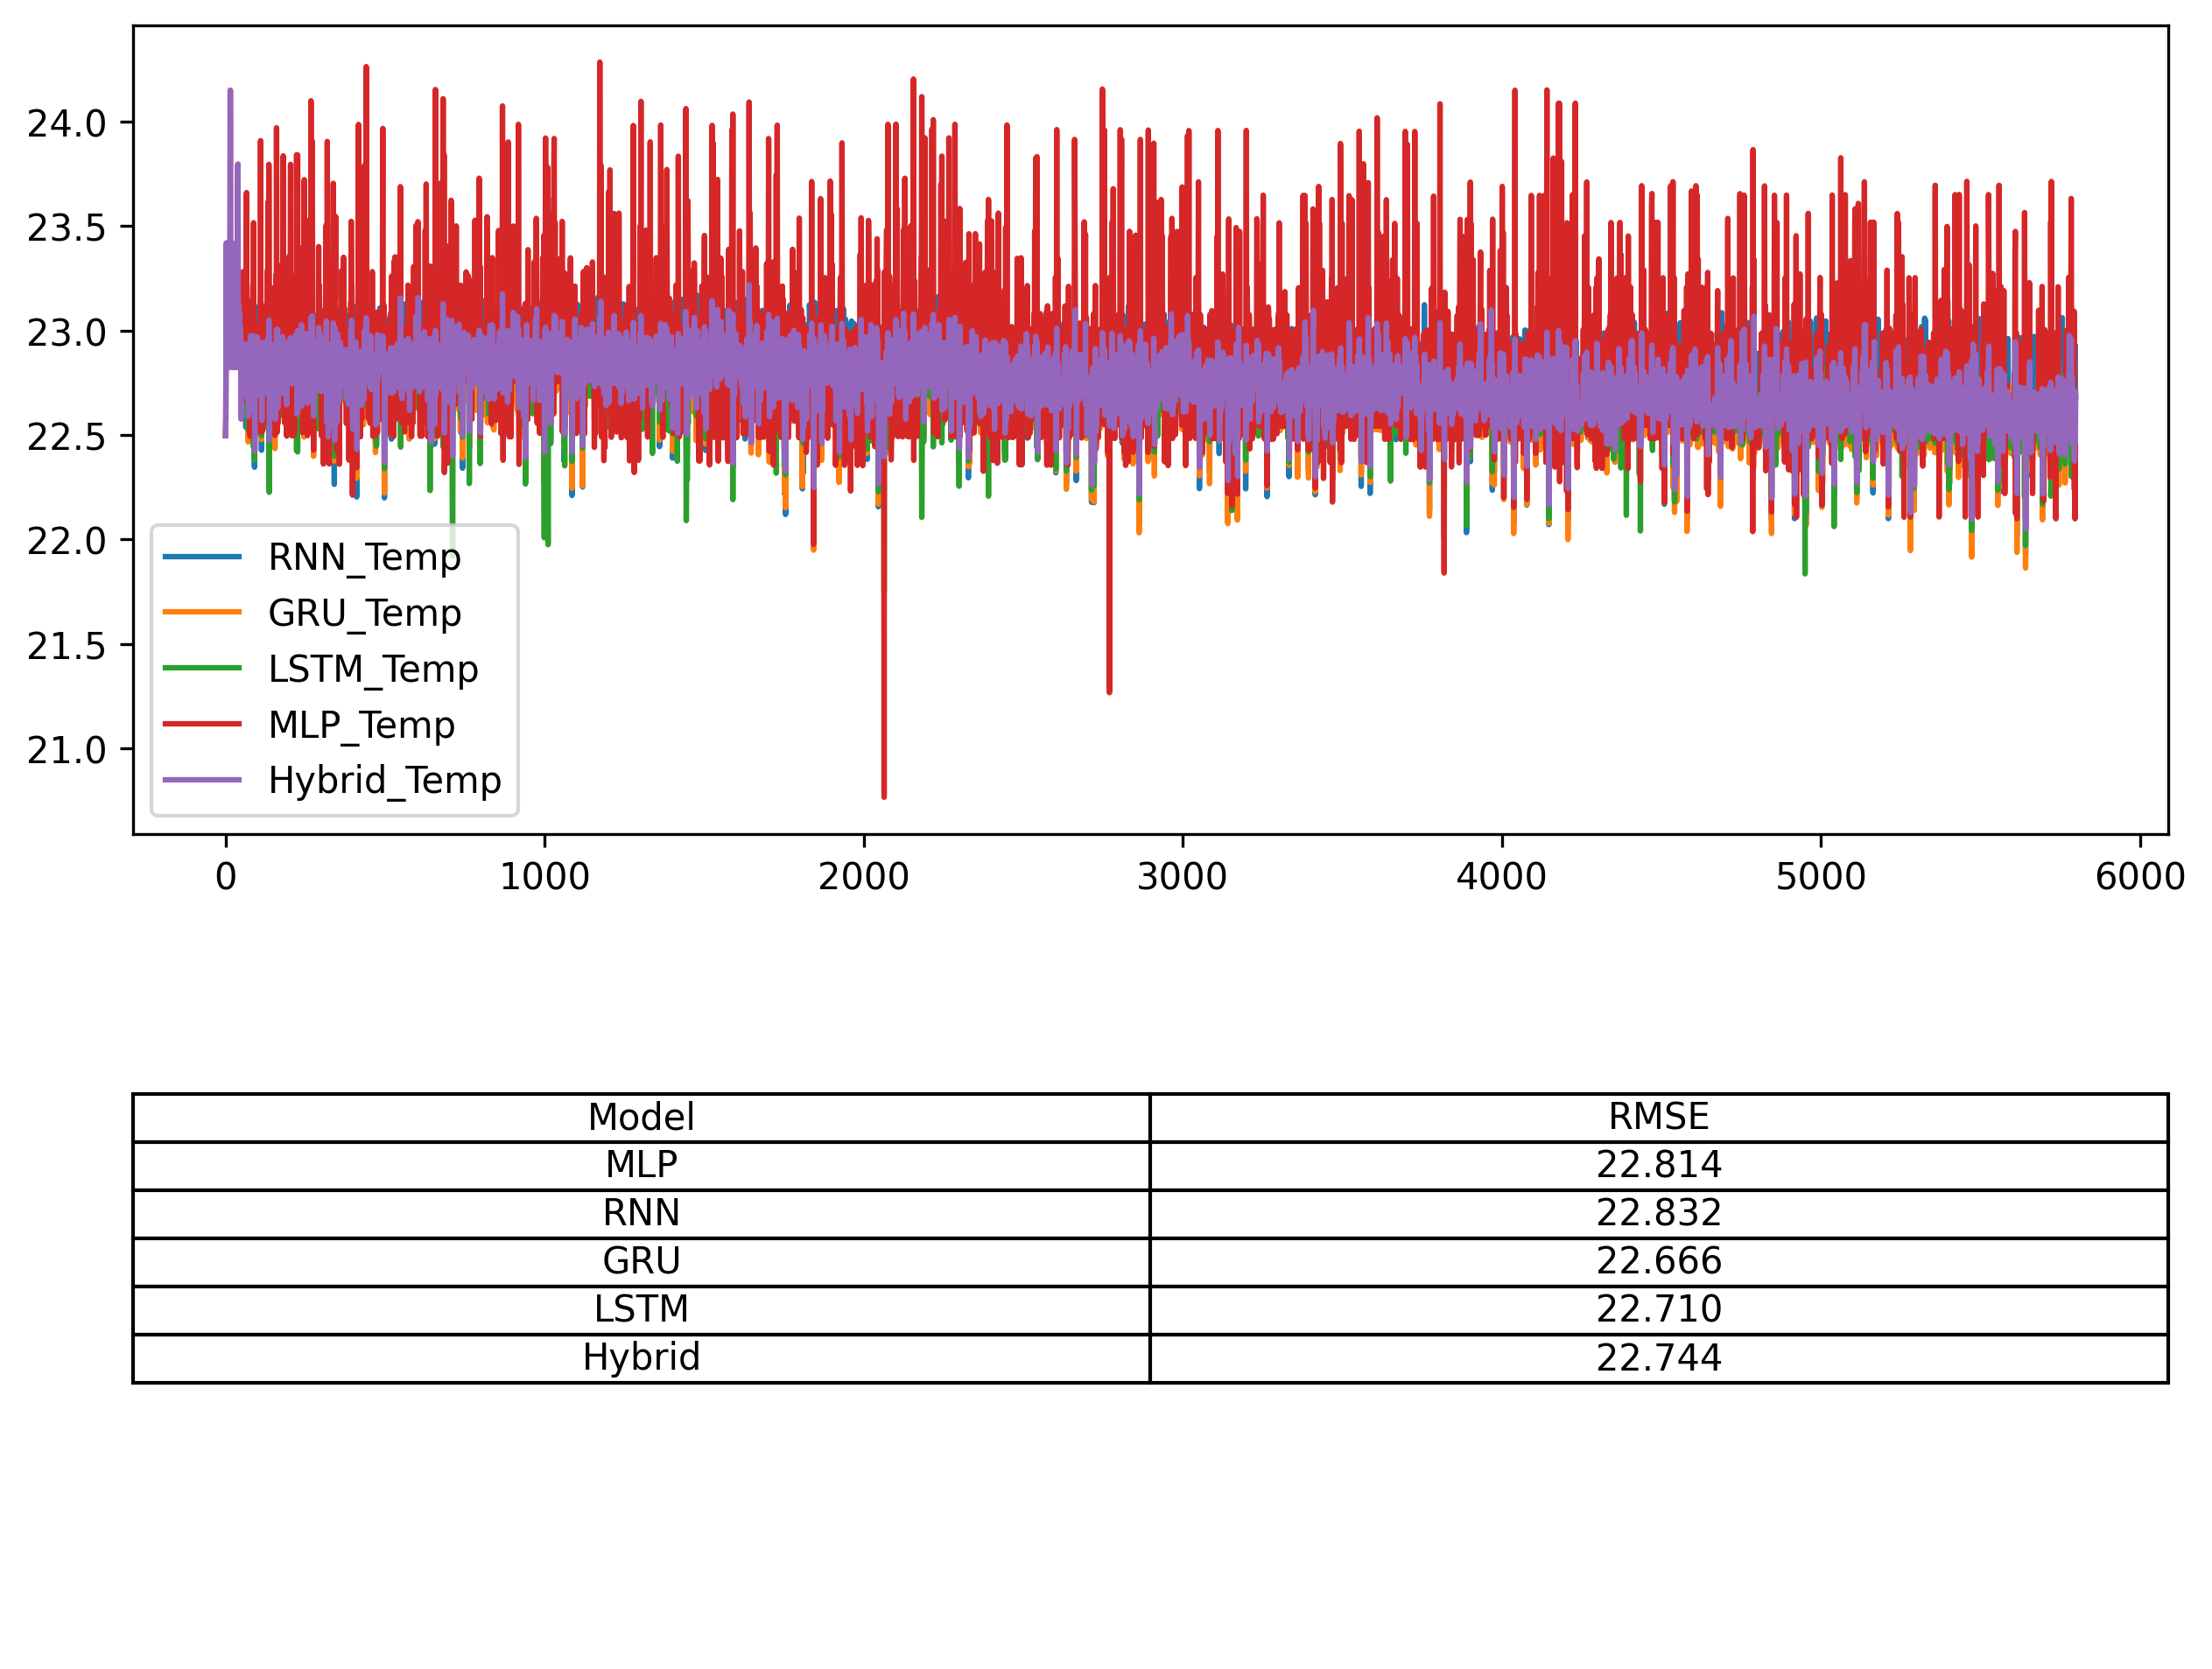 24.0
23.5
23.0
22.5
22.0
21.5
21.0
RNN_Temp
GRU_Temp
LSTM_Temp
MLP_Temp
Hybrid_Temp
0 1000 2000 3000 4000 5000 6000
Model RMSE
MLP 22.814
RNN 22.832
GRU 22.666
LSTM 22.710
Hybrid 22.744